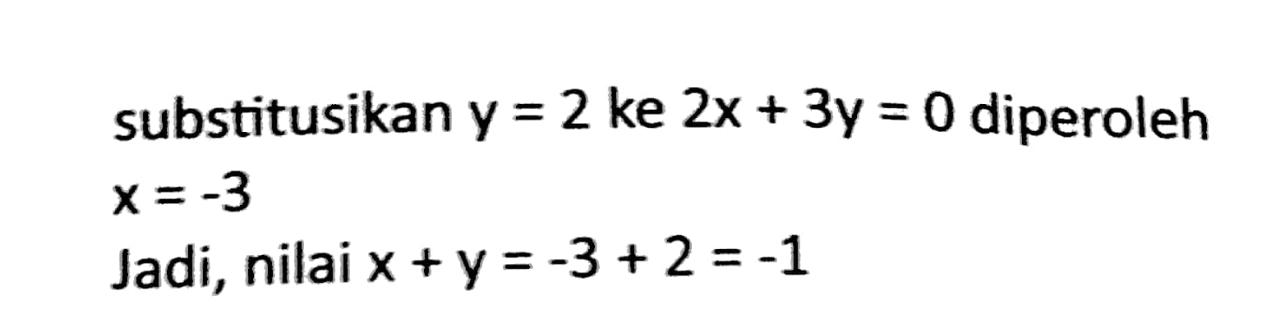 substitusikan y = 2 ke 2x + 3y = 0 diperoleh
x = -3
Jadi, nilai x + y = -3 + 2 = -1